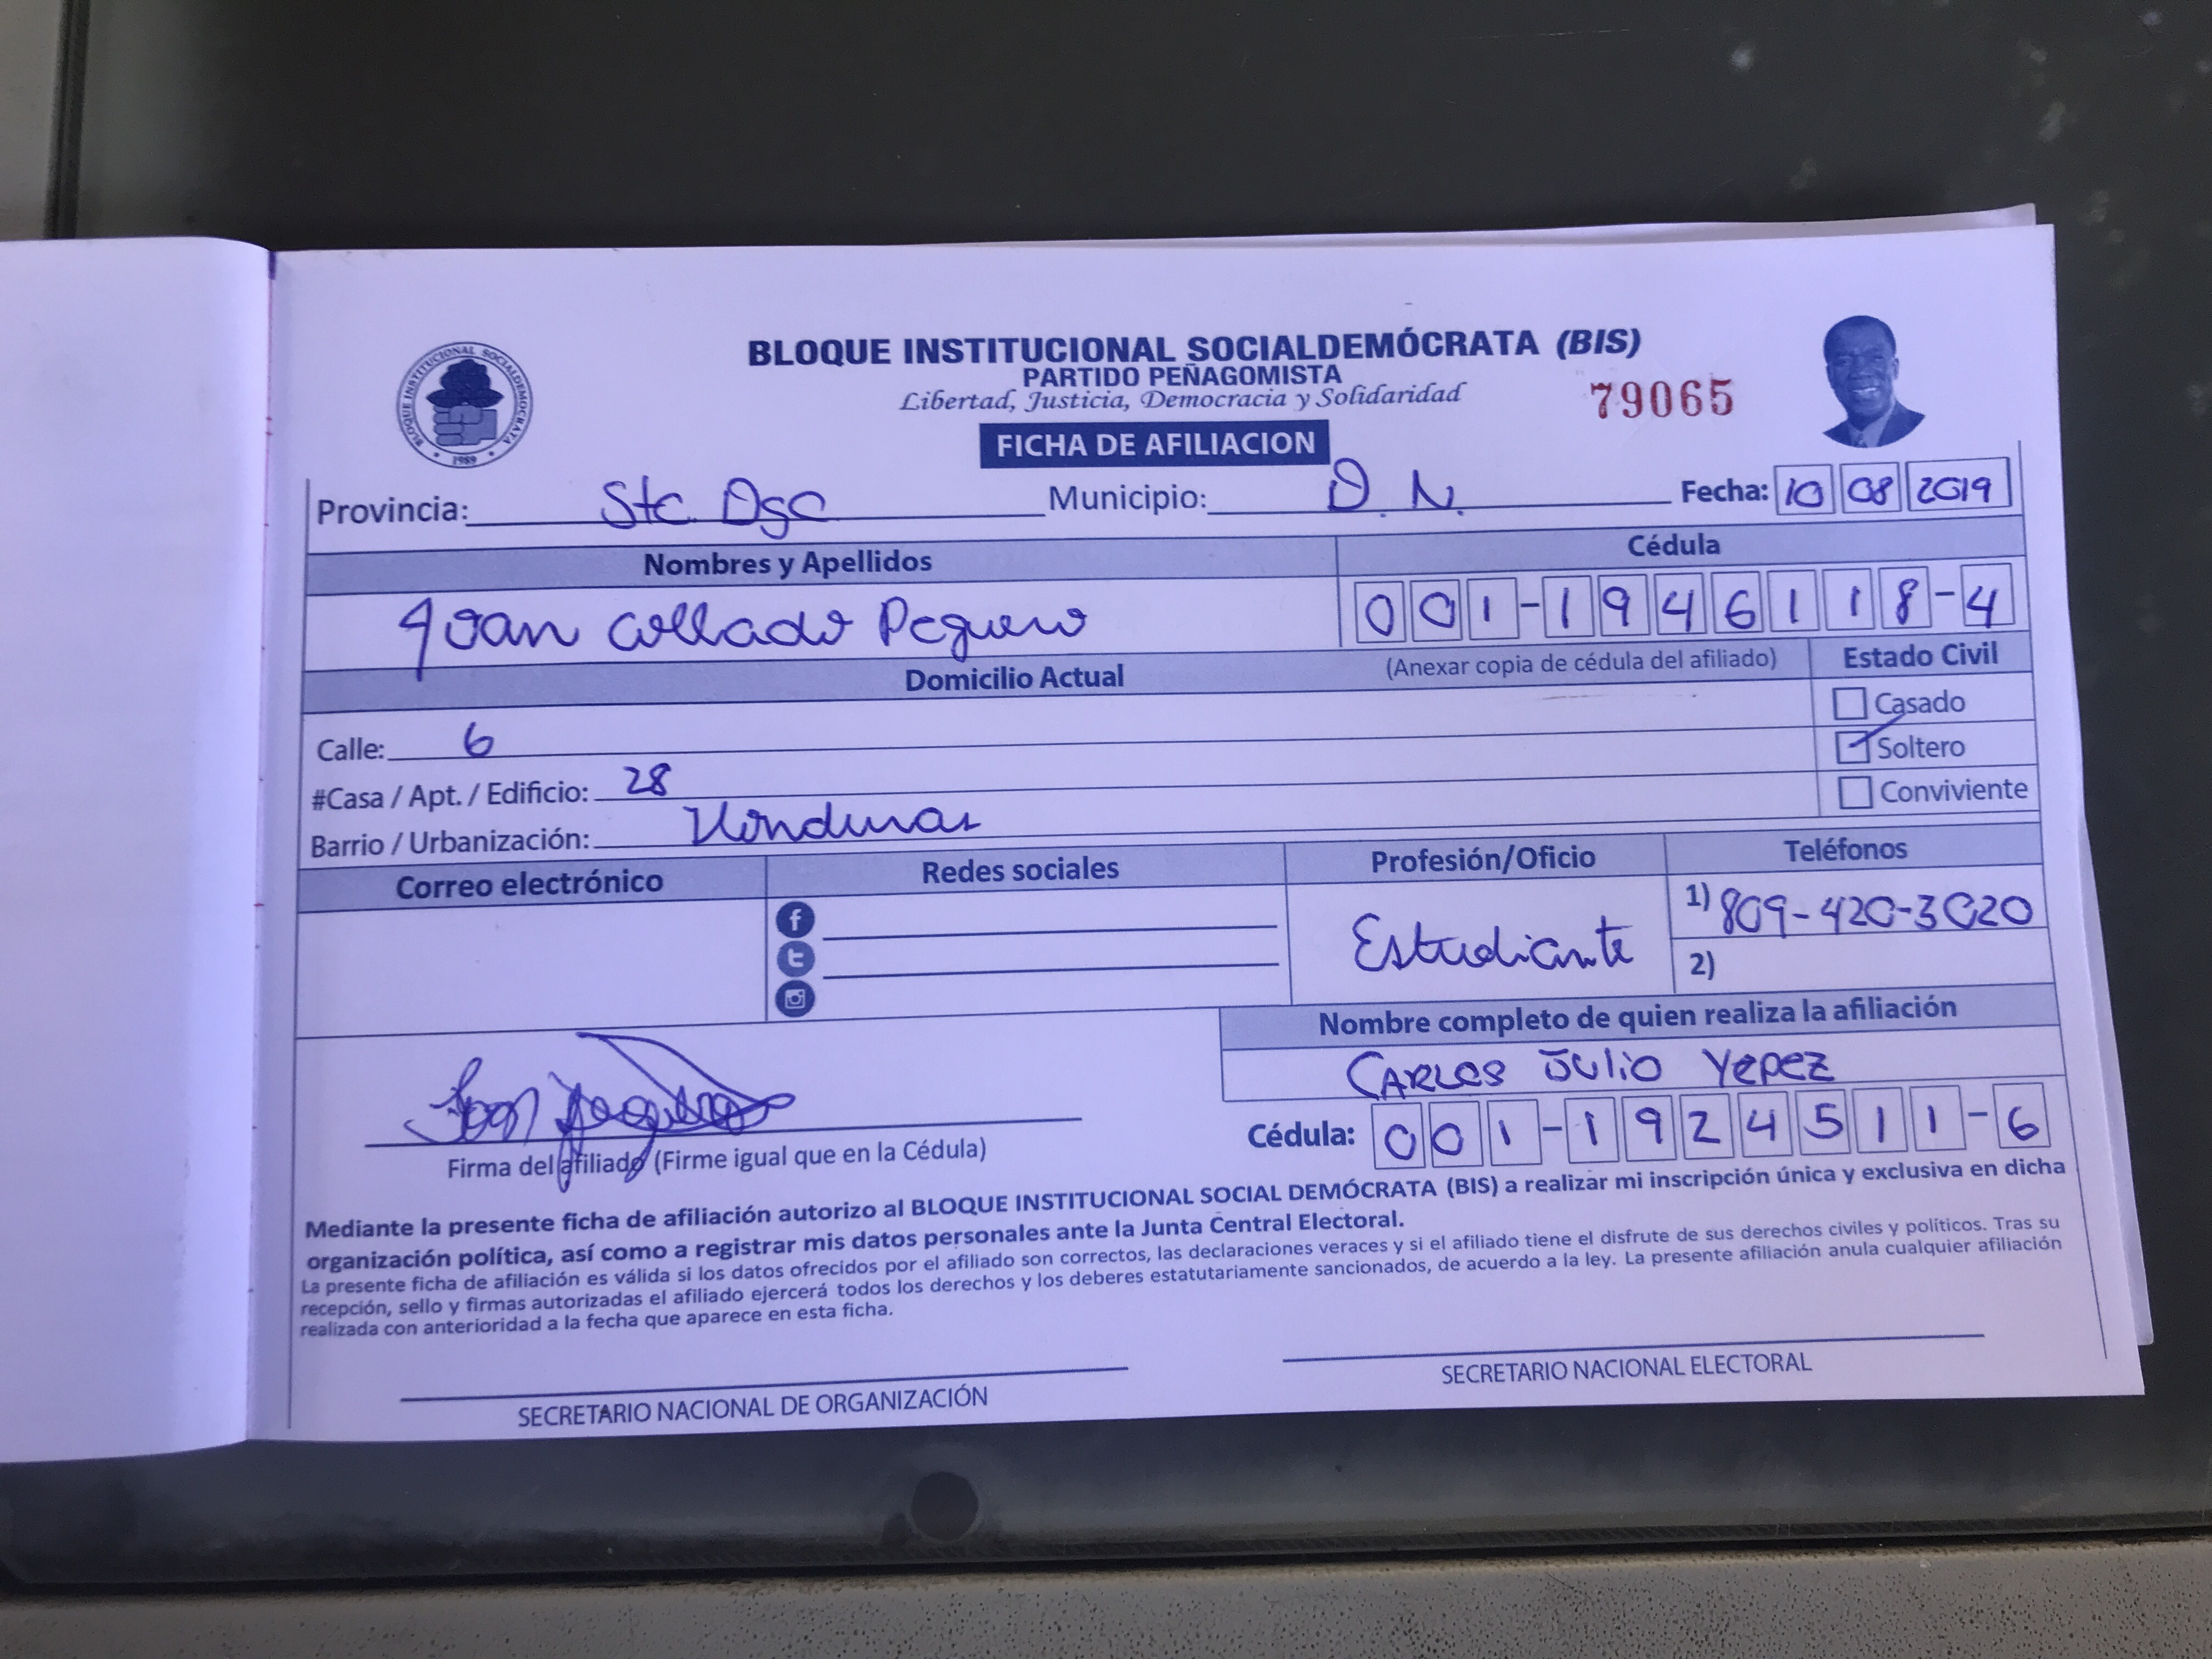 BLOQUE INSTITUCIONAL SOCIALDEMÓCRATA (BIS)
PARTIDO PEÑAGOMISTA
Libertad, Justicia, Democracia y Solidaridad
79065
BLOQUE INSTITUCIONAL SOCIALDEMOCRATA
1989
FICHA DE AFILIACION
Provincia: Sto. Dgo Municipio: D. N. Fecha: 10 08 2019
Nombres y Apellidos Cédula
Joan Collado Peguero 001-1946118-4
Domicilio Actual (Anexar copia de cédula del afiliado) Estado Civil
Calle: 6 Casado
#Casa / Apt. / Edificio: 28 Soltero
Barrio / Urbanización: Honduras Conviviente
Correo electrónico Redes sociales Profesión/Oficio Teléfonos
Estudiante 1) 809-420-3020
2)
Nombre completo de quien realiza la afiliación
CARLOS JULIO YEPEZ
Cédula: 001-1924511-6
Firma del afiliado (Firme igual que en la Cédula)
Mediante la presente ficha de afiliación autorizo al BLOQUE INSTITUCIONAL SOCIAL DEMÓCRATA (BIS) a realizar mi inscripción única y exclusiva en dicha
organización política, así como a registrar mis datos personales ante la Junta Central Electoral.
La presente ficha de afiliación es válida si los datos ofrecidos por el afiliado son correctos, las declaraciones veraces y si el afiliado tiene el disfrute de sus derechos civiles y políticos. Tras su
recepción, sello y firmas autorizadas el afiliado ejercerá todos los derechos y los deberes estatutariamente sancionados, de acuerdo a la ley. La presente afiliación anula cualquier afiliación
realizada con anterioridad a la fecha que aparece en esta ficha.
SECRETARIO NACIONAL DE ORGANIZACIÓN SECRETARIO NACIONAL ELECTORAL